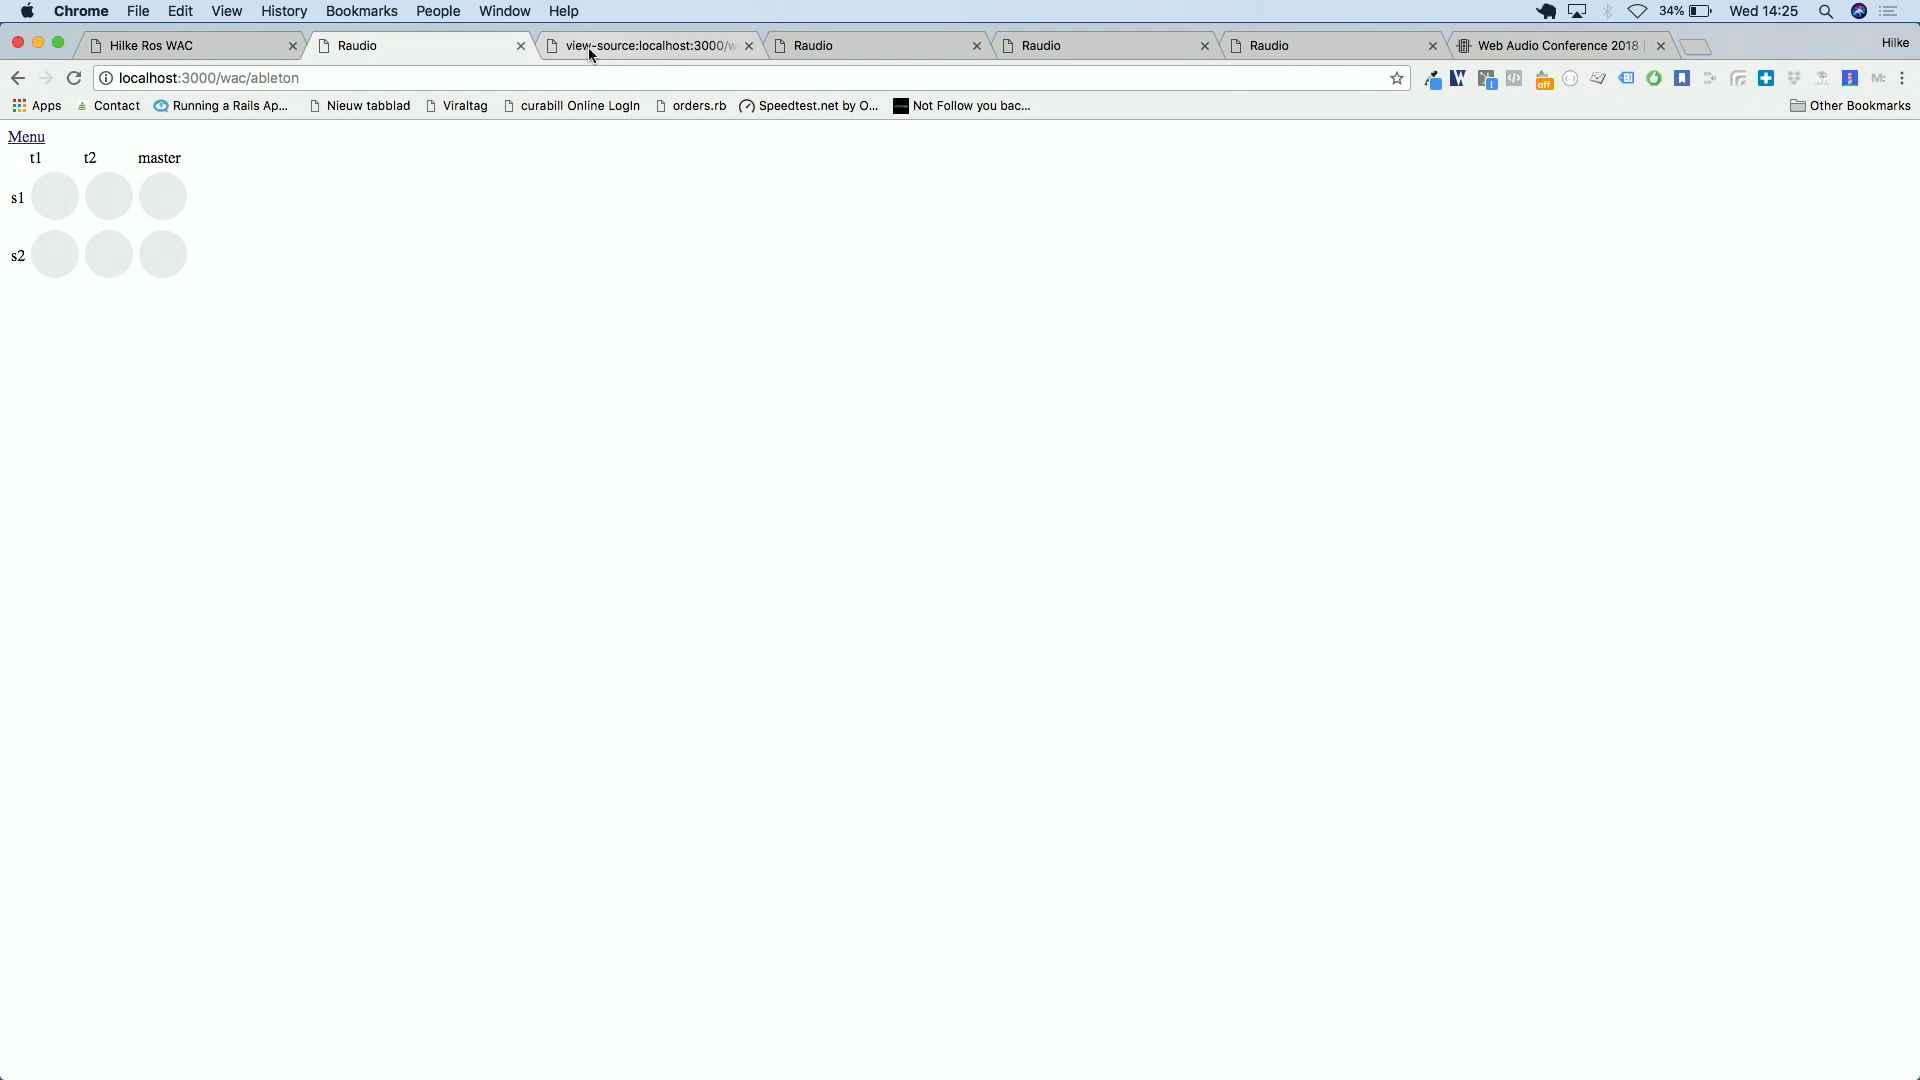 Chrome File Edit View History Bookmarks People Window Help 34% Wed 14:25
Hilke Ros WAC Raudio view-source:localhost:3000/w Raudio Raudio Raudio Web Audio Conference 2018 | Hilke
localhost:3000/wac/ableton
Apps Contact Running a Rails Ap... Nieuw tabblad Viraltag curabill Online LogIn orders.rb Speedtest.net by O... Not Follow you bac... Other Bookmarks
Menu
t1 t2 master
s1
s2